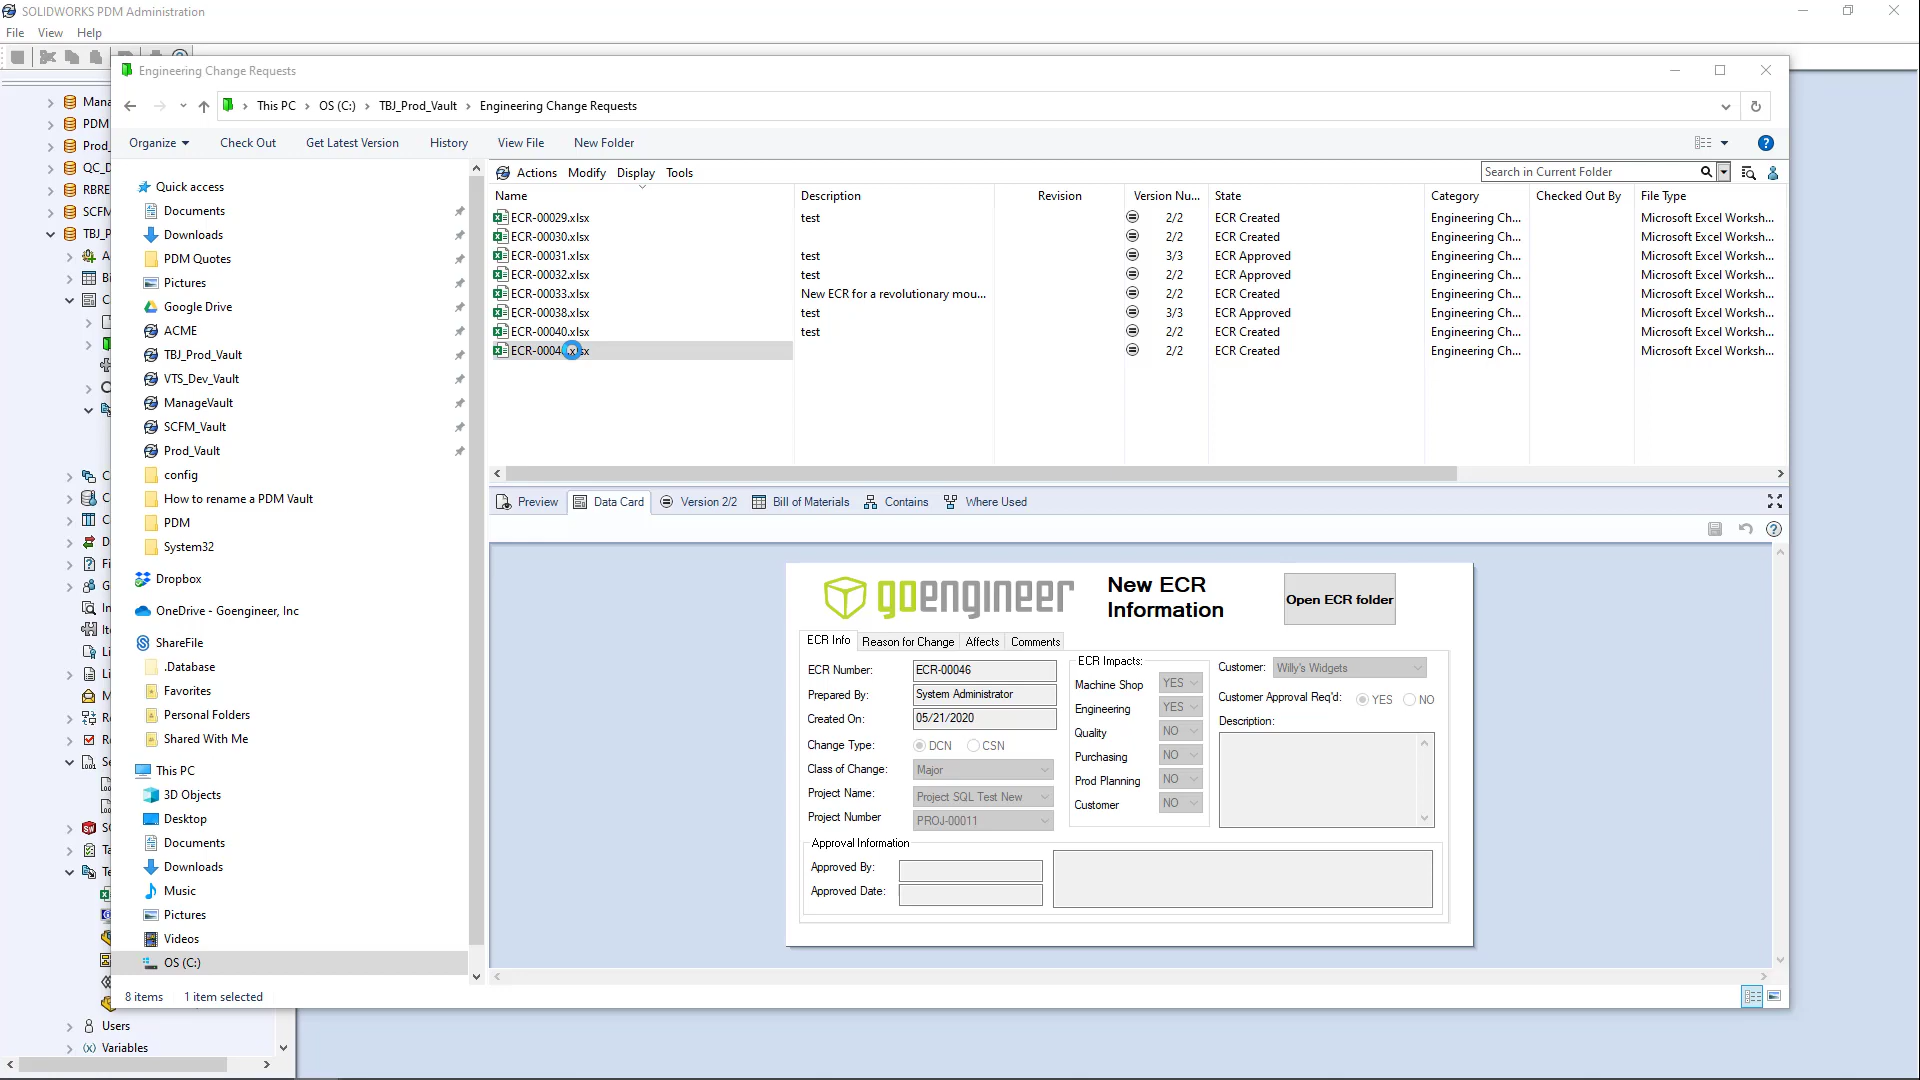 SOLIDWORKS PDM Administration
File View Help
Engineering Change Requests
This PC OS (C:) TBJ_Prod_Vault Engineering Change Requests
Organize Check Out Get Latest Version History View File New Folder
Actions Modify Display Tools
Search in Current Folder
Name Description Revision Version Nu... State Category Checked Out By File Type
ECR-00029.xlsx test 2/2 ECR Created Engineering Ch... Microsoft Excel Worksh...
ECR-00030.xlsx 2/2 ECR Created Engineering Ch... Microsoft Excel Worksh...
ECR-00031.xlsx test 3/3 ECR Approved Engineering Ch... Microsoft Excel Worksh...
ECR-00032.xlsx test 2/2 ECR Approved Engineering Ch... Microsoft Excel Worksh...
ECR-00033.xlsx New ECR for a revolutionary mou... 2/2 ECR Created Engineering Ch... Microsoft Excel Worksh...
ECR-00038.xlsx test 3/3 ECR Approved Engineering Ch... Microsoft Excel Worksh...
ECR-00040.xlsx test 2/2 ECR Created Engineering Ch... Microsoft Excel Worksh...
2/2 ECR Created Engineering Ch... Microsoft Excel Worksh...
Mana
PDM
Prod_
QC_D
RBRE
SCFM
TBJ_P
Users
(x) Variables
Quick access
Documents
Downloads
PDM Quotes
Pictures
Google Drive
ACME
TBJ_Prod_Vault
VTS_Dev_Vault
ManageVault
SCFM_Vault
Prod_Vault
config
How to rename a PDM Vault
PDM
System32
Dropbox
OneDrive - Goengineer, Inc
ShareFile
.Database
Favorites
Personal Folders
Shared With Me
This PC
3D Objects
Desktop
Documents
Downloads
Music
Pictures
Videos
OS (C:)
8 items 1 item selected
Preview Data Card Version 2/2 Bill of Materials Contains Where Used
goengineer
New ECR
Information
Open ECR folder
ECR Info Reason for Change Affects Comments
ECR Number: ECR-00046
Prepared By: System Administrator
Created On: 05/21/2020
Change Type: DCN CSN
Class of Change: Major
Project Name: Project SQL Test New
Project Number PROJ-00011
ECR Impacts:
Machine Shop YES
Engineering YES
Quality NO
Purchasing NO
Prod Planning NO
Customer NO
Customer: Willy's Widgets
Customer Approval Req'd: YES NO
Description:
Approval Information
Approved By:
Approved Date: